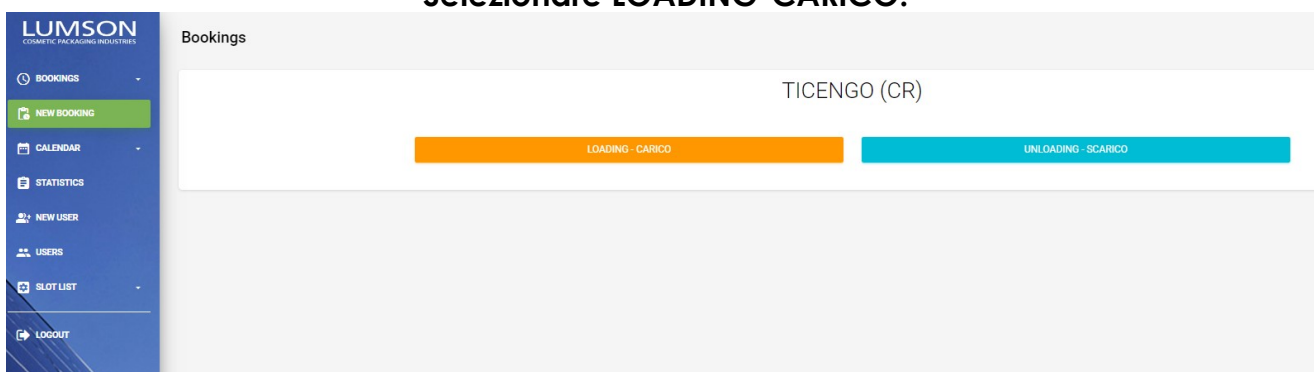 Selezionare LOADING-CARICO.
LUMSON
COSMETIC PACKAGING INDUSTRIES
Bookings
BOOKINGS
NEW BOOKING
CALENDAR
STATISTICS
NEW USER
USERS
SLOT LIST
LOGOUT
TICENGO (CR)
LOADING - CARICO
UNLOADING - SCARICO